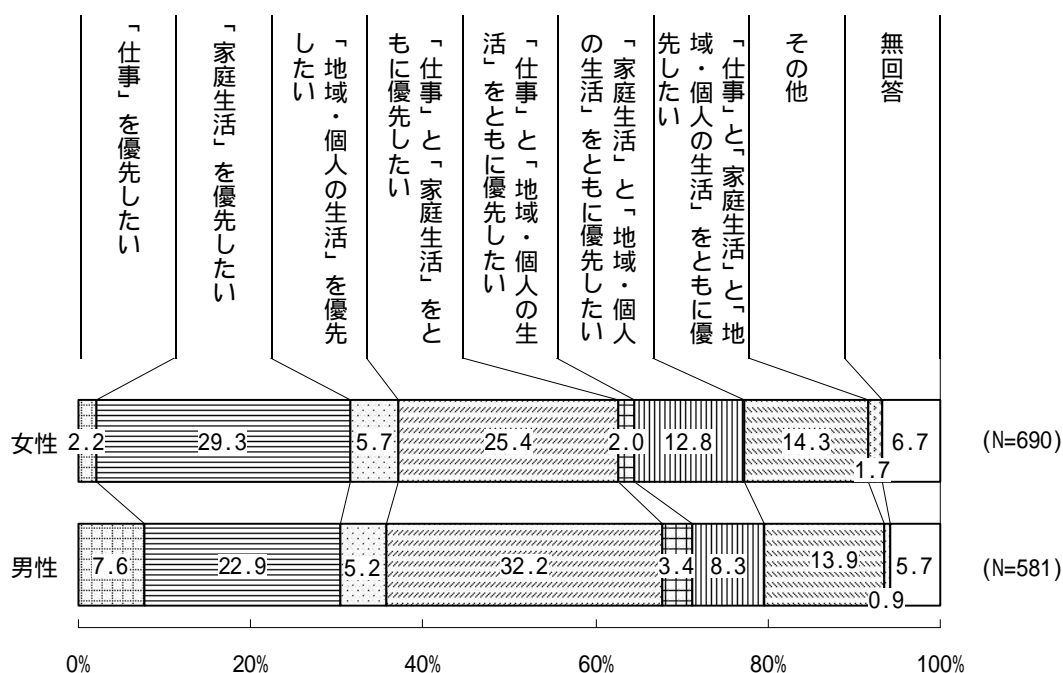 「仕事」を優先したい
「家庭生活」を優先したい
「地域・個人の生活」を優先
したい
「仕事」と「家庭生活」をと
もに優先したい
「仕事」と「地域・個人の生
活」をともに優先したい
「家庭生活」と「地域・個人
の生活」をともに優先したい
「仕事」と「家庭生活」と「地
域・個人の生活」をともに優
先したい
その他
無回答
女性 2.2 29.3 5.7 25.4 2.0 12.8 14.3 1.7 6.7 (N=690)
男性 7.6 22.9 5.2 32.2 3.4 8.3 13.9 0.9 5.7 (N=581)
0% 20% 40% 60% 80% 100%